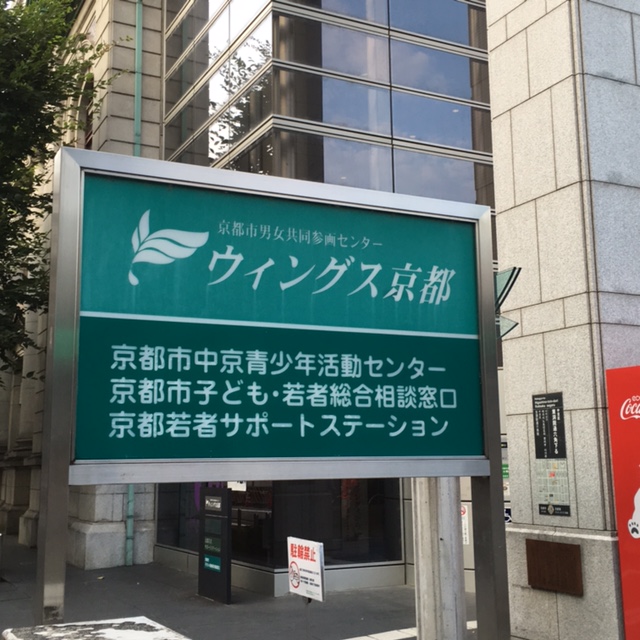 京都市男女共同参画センター
ウィングス京都
京都市中京青少年活動センター
京都市子ども・若者総合相談窓口
京都若者サポートステーション
駐輪禁止